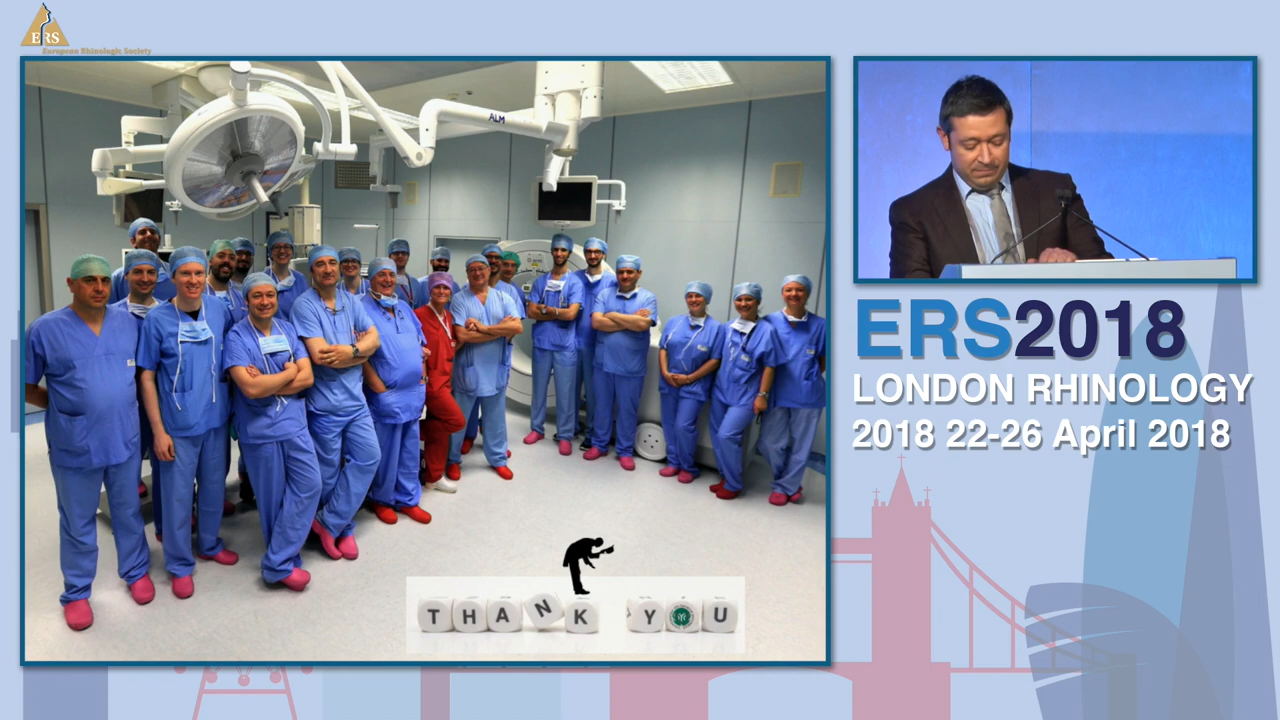 ERS
European Rhinologic Society
ALM
THANK YOU
ERS2018
LONDON RHINOLOGY
2018 22-26 April 2018